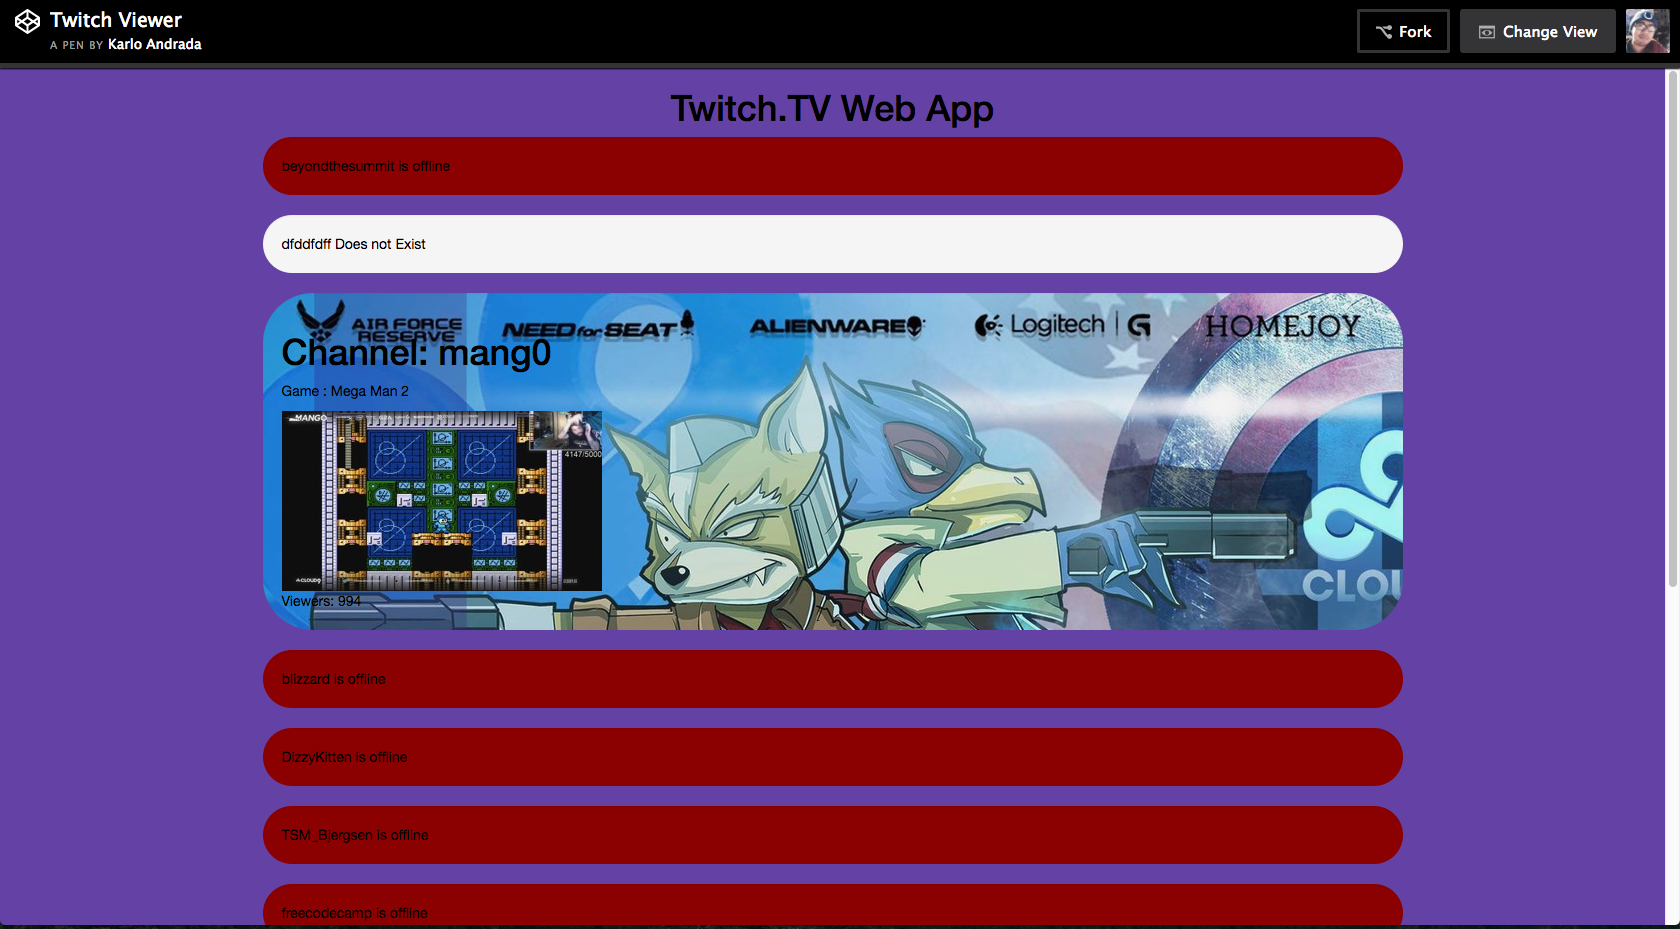 Twitch Viewer
A PEN BY Karlo Andrada
Fork
Change View
Twitch.TV Web App
beyondthesummit is offline
dfddfdff Does not Exist
AIR FORCE
RESERVE
NEED for SEAT
ALIENWARE
Logitech | G
HOMEJOY
Channel: mang0
Game : Mega Man 2
MANGO
4147/5000
CLOUD9
CLOU
Viewers: 994
blizzard is offline
DizzyKitten is offline
TSM_Bjergsen is offline
freecodecamp is offline